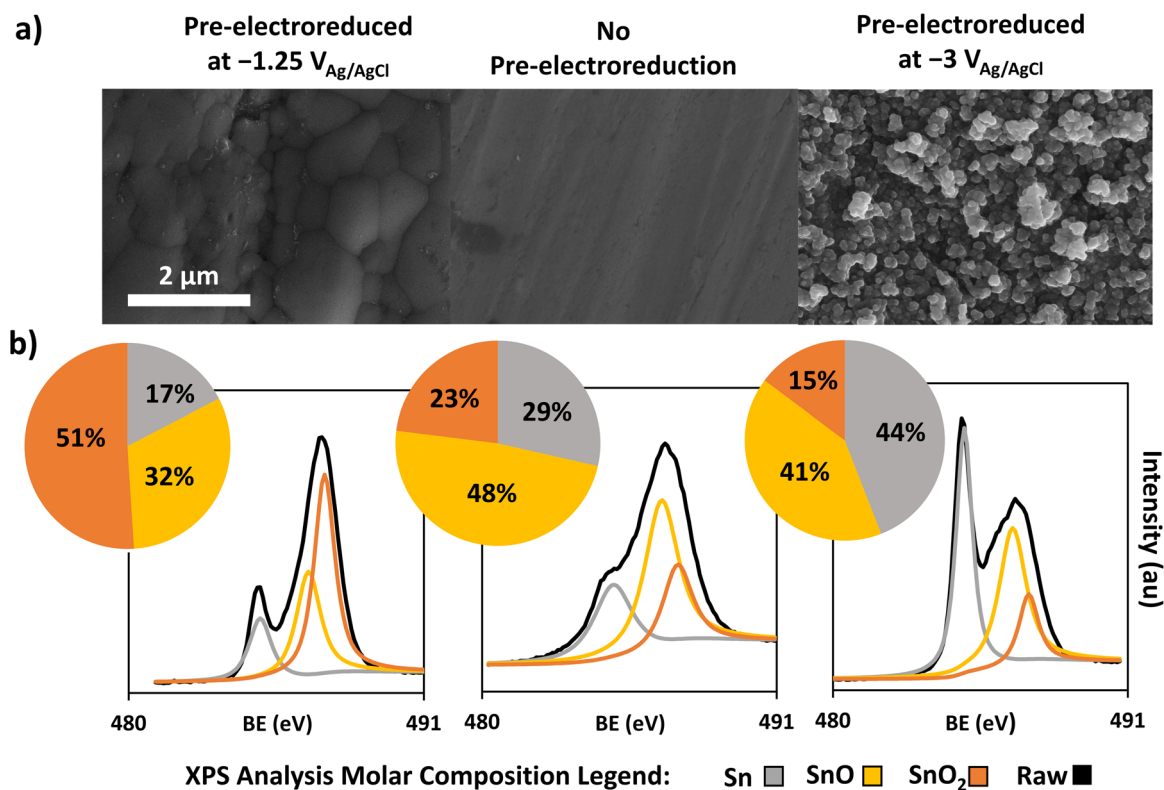 a)
Pre-electroreduced
at −1.25 V Ag/AgCl
No
Pre-electroreduction
Pre-electroreduced
at −3 V Ag/AgCl
2 µm
b)
17%
51%
32%
23%
29%
48%
15%
44%
41%
Intensity (au)
480 BE (eV) 491
480 BE (eV) 491
480 BE (eV) 491
XPS Analysis Molar Composition Legend: Sn SnO SnO2 Raw